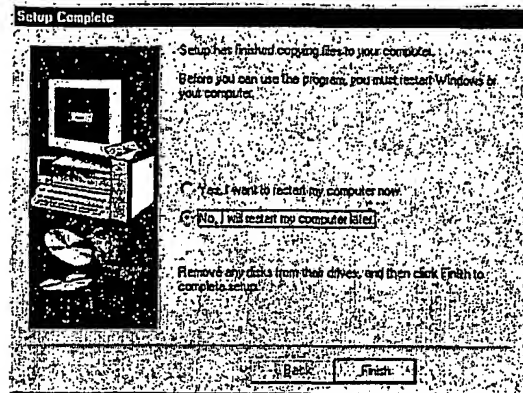 Setup Complete
Setup has finished copying files to your computer.
Before you can use the program, you must restart Windows or
your computer.
Yes, I want to restart my computer now.
No, I will restart my computer later.
Remove any disks from their drives, and then click Finish to
complete setup.
Back
Finish